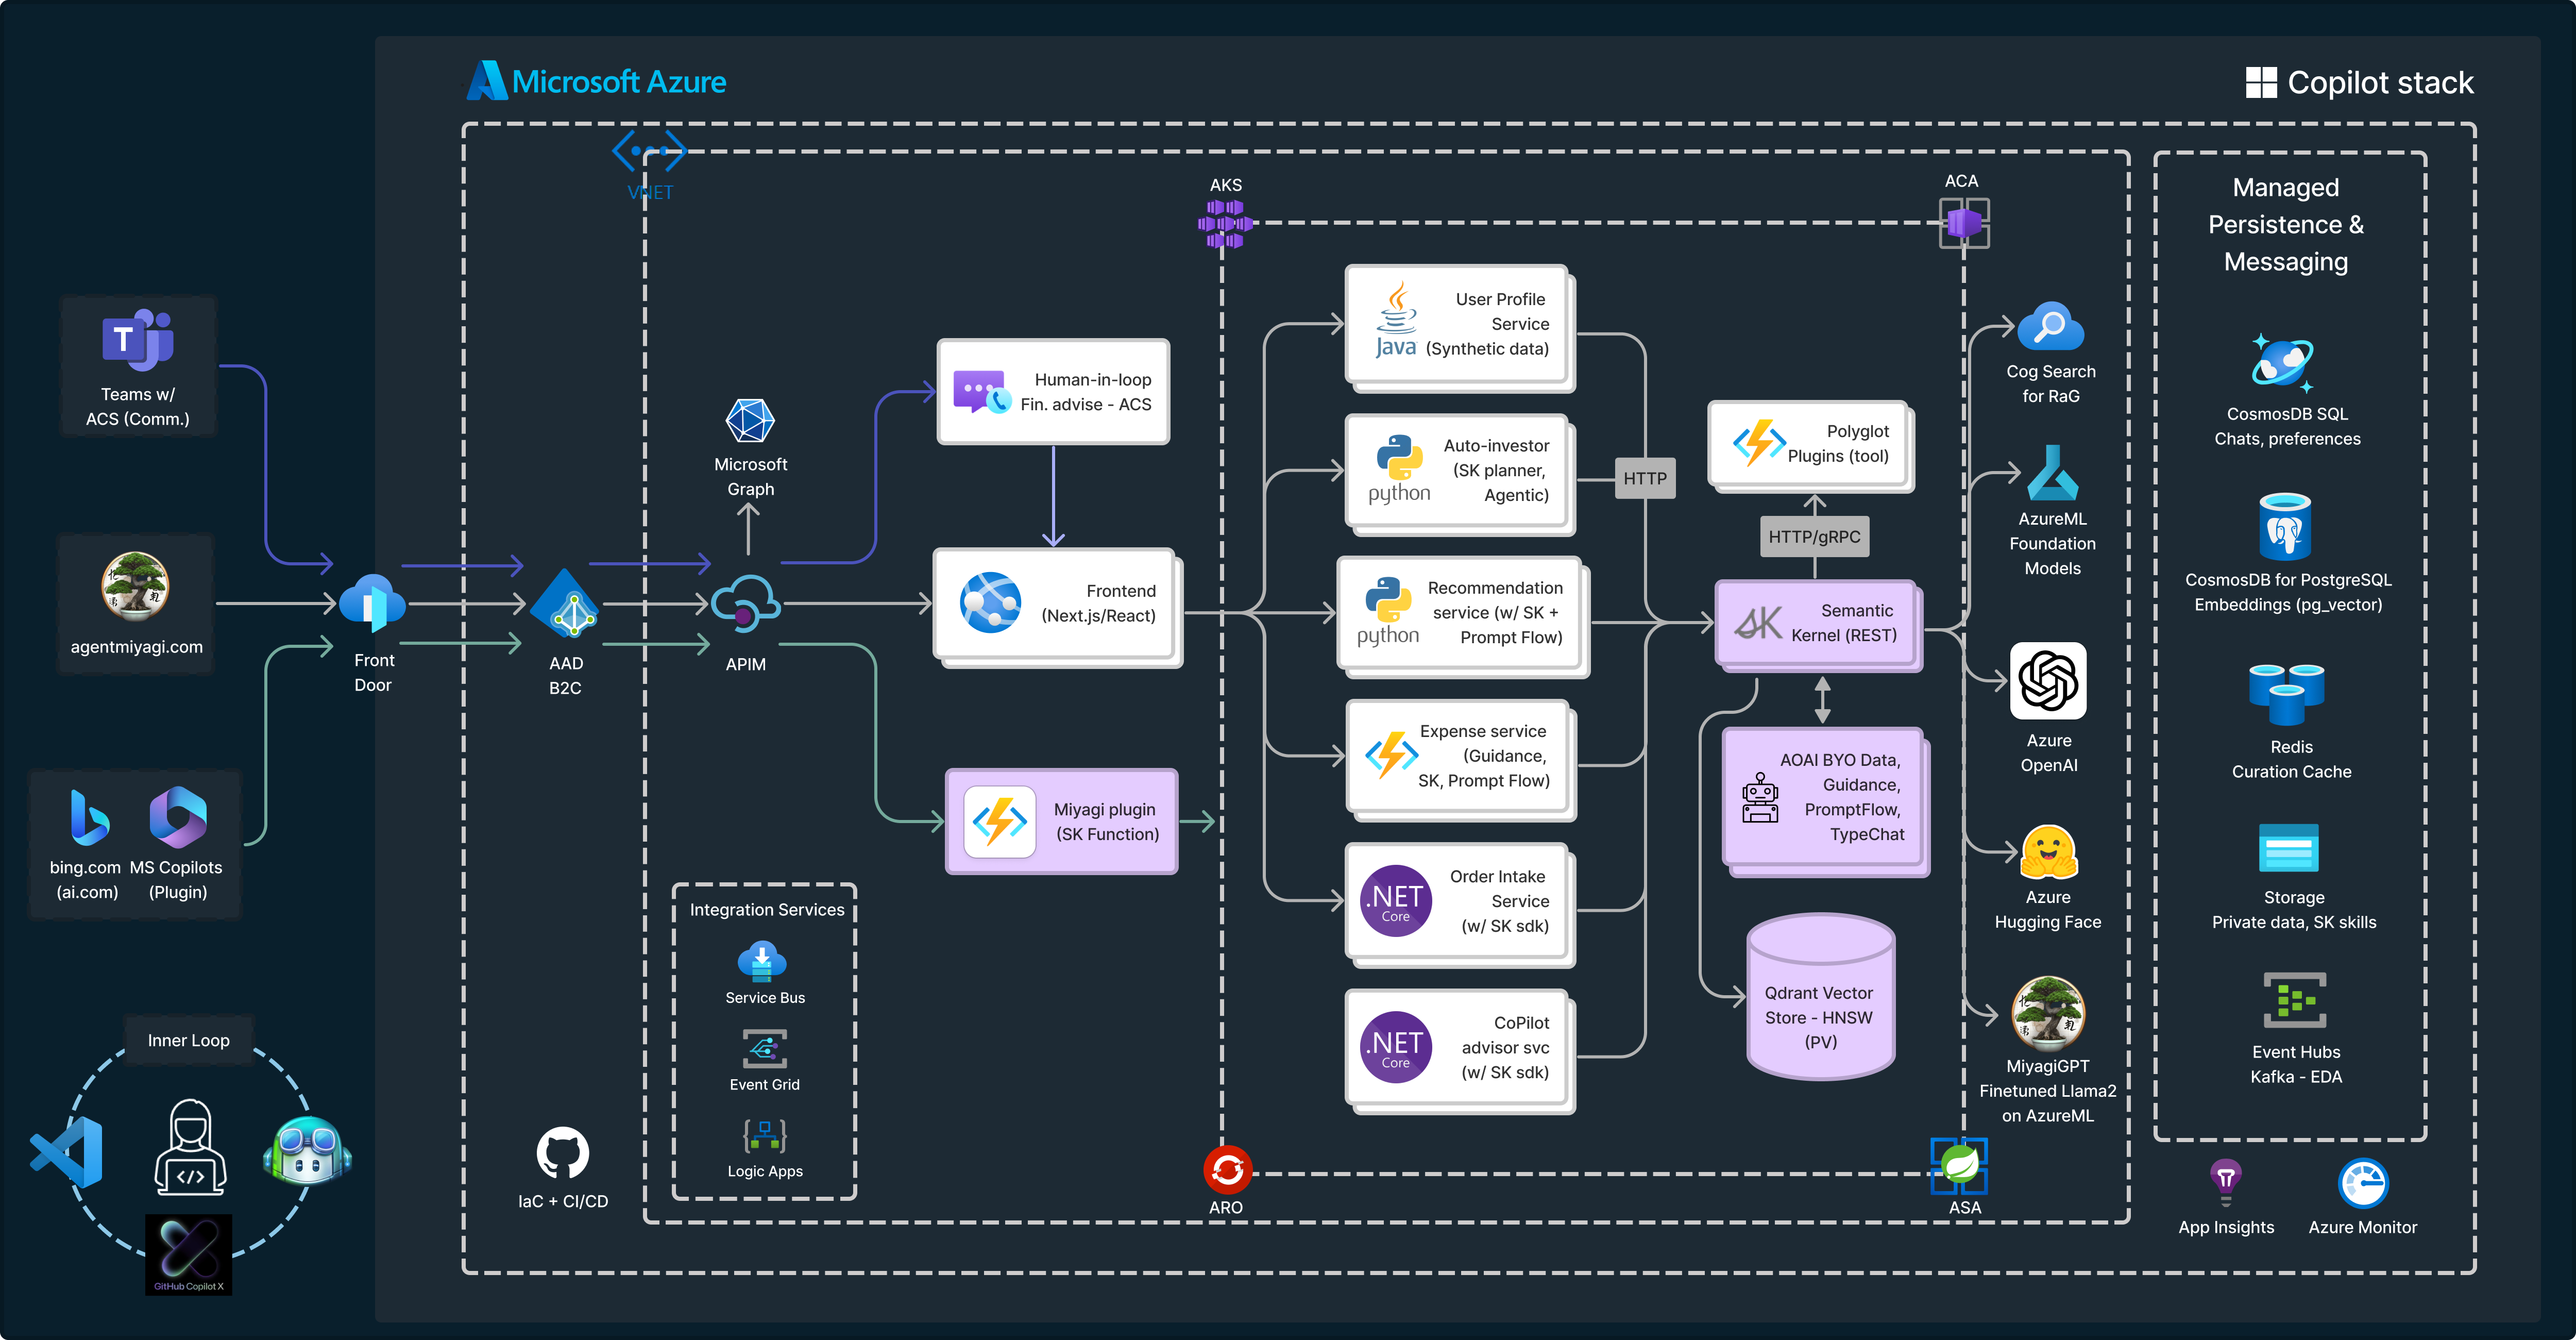 Microsoft Azure
Copilot stack
VNET
AKS
ACA
Managed
Persistence &
Messaging
T
Teams w/
ACS (Comm.)
agentmiyagi.com
bing.com
(ai.com)
MS Copilots
(Plugin)
Front
Door
AAD
B2C
Microsoft
Graph
APIM
Human-in-loop
Fin. advise - ACS
Frontend
(Next.js/React)
Miyagi plugin
(SK Function)
Integration Services
Service Bus
Event Grid
Logic Apps
IaC + CI/CD
Inner Loop
</>
GitHub Copilot X
Java
User Profile
Service
(Synthetic data)
python
Auto-investor
(SK planner,
Agentic)
python
Recommendation
service (w/ SK +
Prompt Flow)
Expense service
(Guidance,
SK, Prompt Flow)
.NET
Core
Order Intake
Service
(w/ SK sdk)
.NET
Core
CoPilot
advisor svc
(w/ SK sdk)
HTTP
Polyglot
Plugins (tool)
HTTP/gRPC
SK
Semantic
Kernel (REST)
AOAI BYO Data,
Guidance,
PromptFlow,
TypeChat
Qdrant Vector
Store - HNSW
(PV)
ARO
ASA
Cog Search
for RaG
AzureML
Foundation
Models
Azure
OpenAI
Azure
Hugging Face
MiyagiGPT
Finetuned Llama2
on AzureML
CosmosDB SQL
Chats, preferences
CosmosDB for PostgreSQL
Embeddings (pg_vector)
Redis
Curation Cache
Storage
Private data, SK skills
Event Hubs
Kafka - EDA
App Insights
Azure Monitor